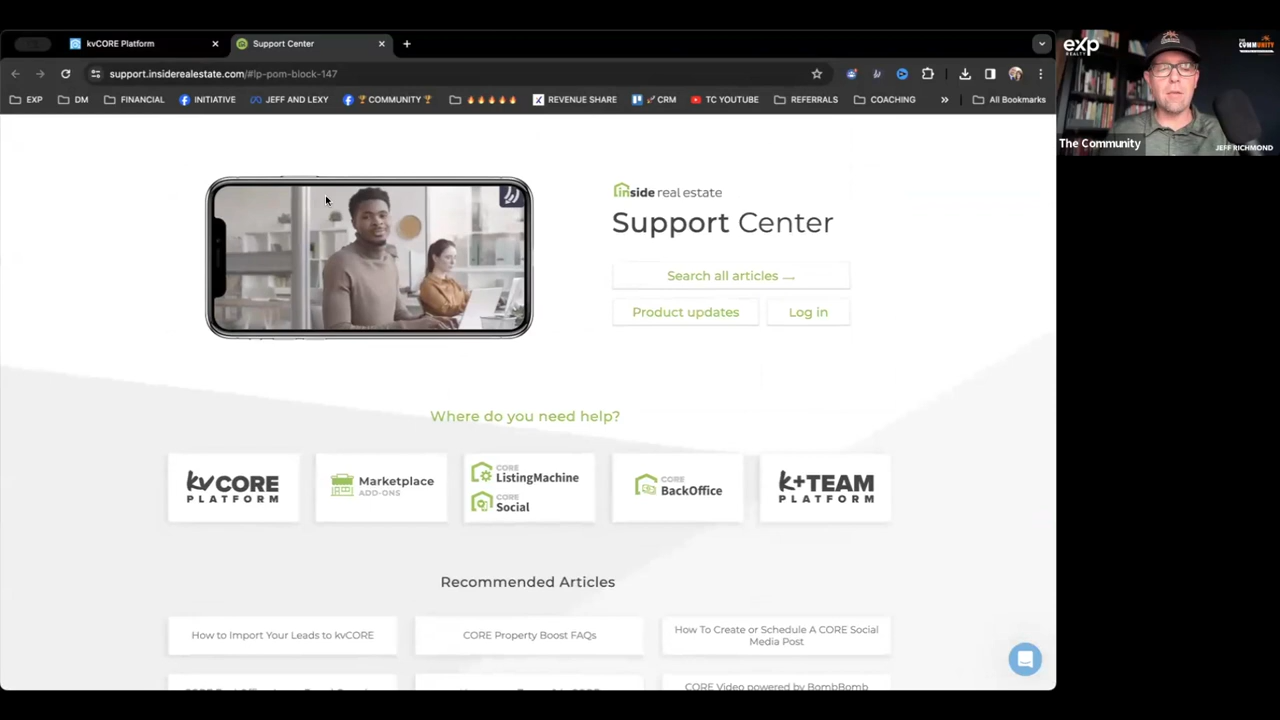 kvCORE Platform
Support Center
support.insiderealestate.com/#lp-pom-block-147
EXP
DM
FINANCIAL
INITIATIVE
JEFF AND LEXY
🏆COMMUNITY🏆
🔥🔥🔥🔥🔥
REVENUE SHARE
🚀CRM
TC YOUTUBE
REFERRALS
COACHING
»
All Bookmarks
exp
REALTY
THE
COMMUNITY
The Community
JEFF RICHMOND
inside real estate
Support Center
Search all articles
Product updates
Log in
Where do you need help?
kvCORE
PLATFORM
Marketplace
ADD-ONS
CORE
ListingMachine
CORE
Social
CORE
BackOffice
k+TEAM
PLATFORM
Recommended Articles
How to Import Your Leads to kvCORE
CORE Property Boost FAQs
How To Create or Schedule A CORE Social
Media Post
CORE Video powered by BombBomb